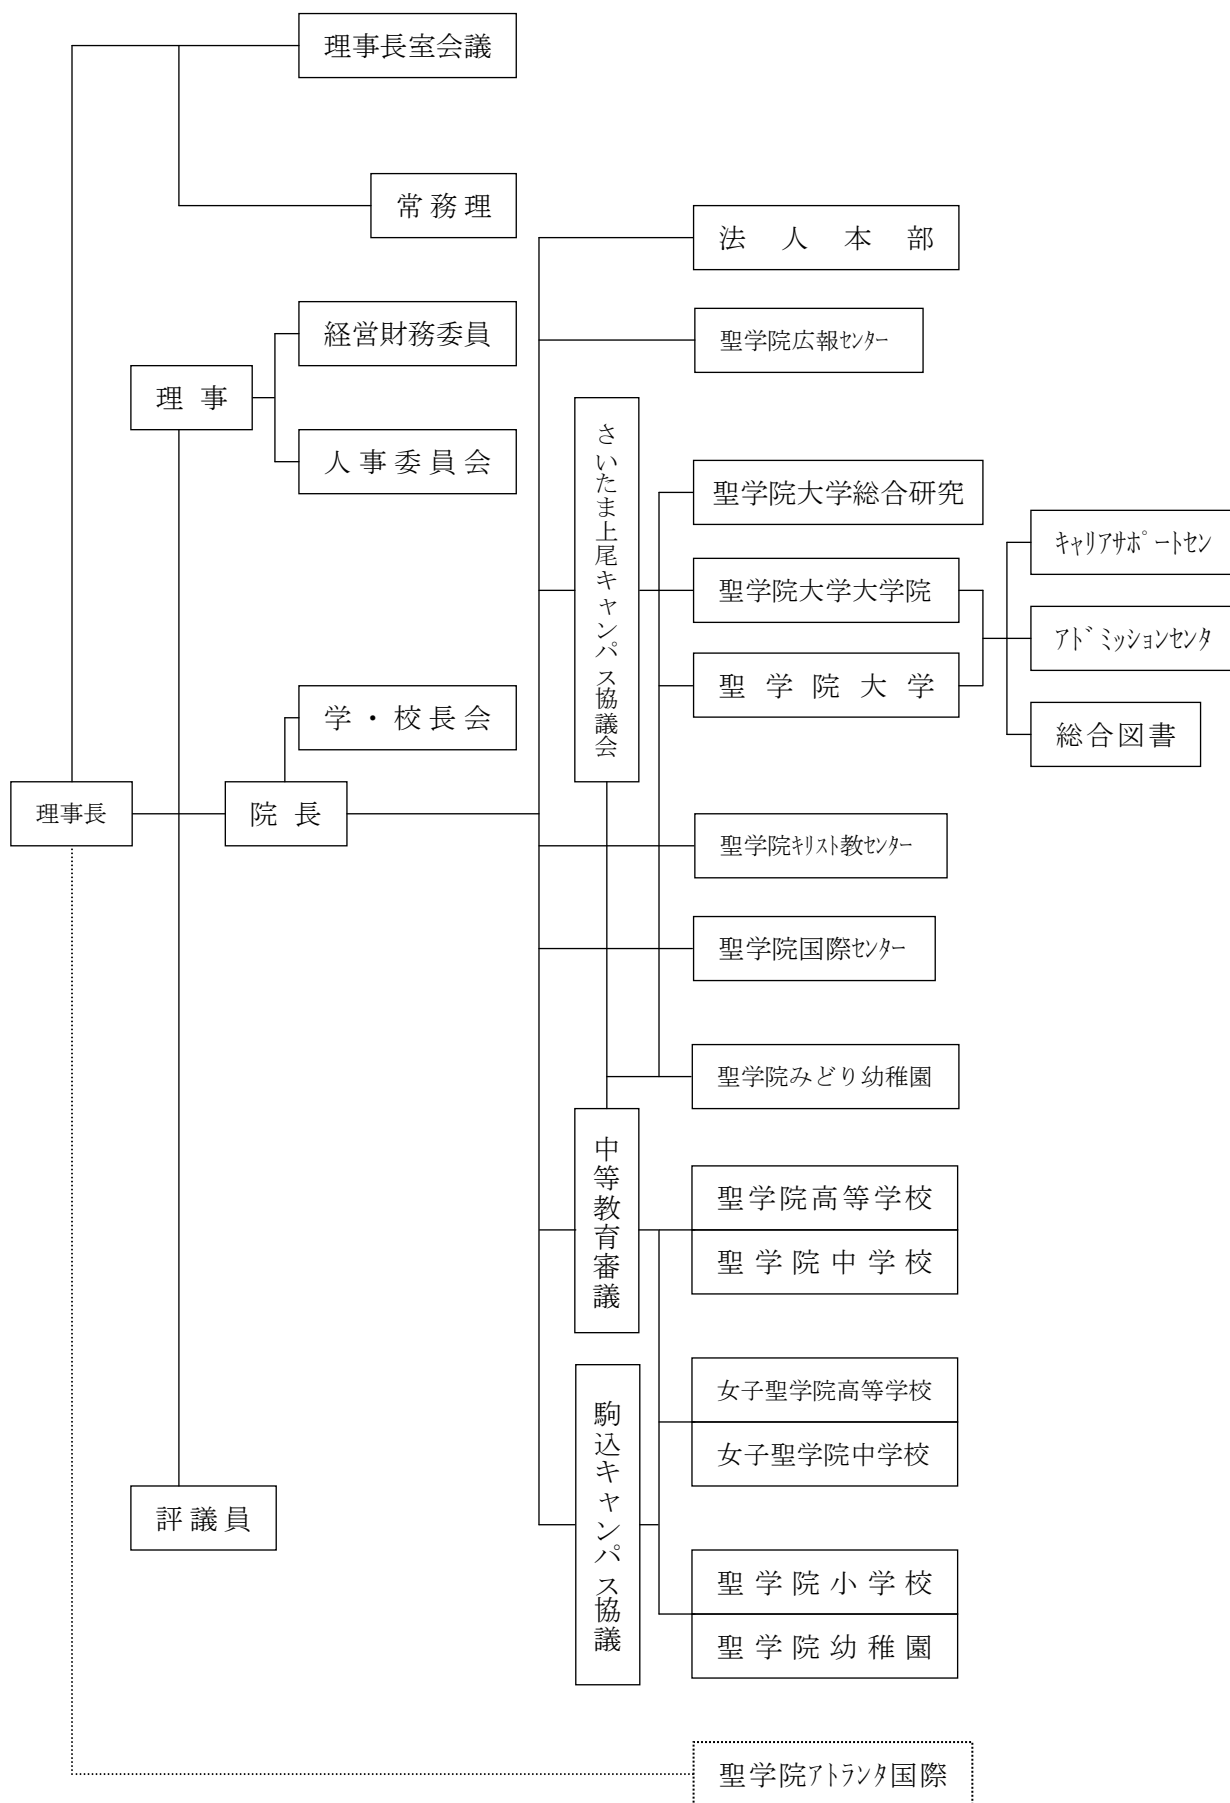 理事長室会議
常務理
法人本部
経営財務委員
聖学院広報ｾﾝﾀｰ
理事
さいたま上尾キャンパス協議会
人事委員会
聖学院大学総合研究
キャリアサポートセン
聖学院大学大学院
アドミッションセンタ
聖学院大学
学・校長会
総合図書
理事長
院長
聖学院ｷﾘｽﾄ教ｾﾝﾀｰ
聖学院国際ｾﾝﾀｰ
聖学院みどり幼稚園
中等教育審議
聖学院高等学校
聖学院中学校
女子聖学院高等学校
駒込キャンパス協議
女子聖学院中学校
評議員
聖学院小学校
聖学院幼稚園
聖学院ｱﾄﾗﾝﾀ国際